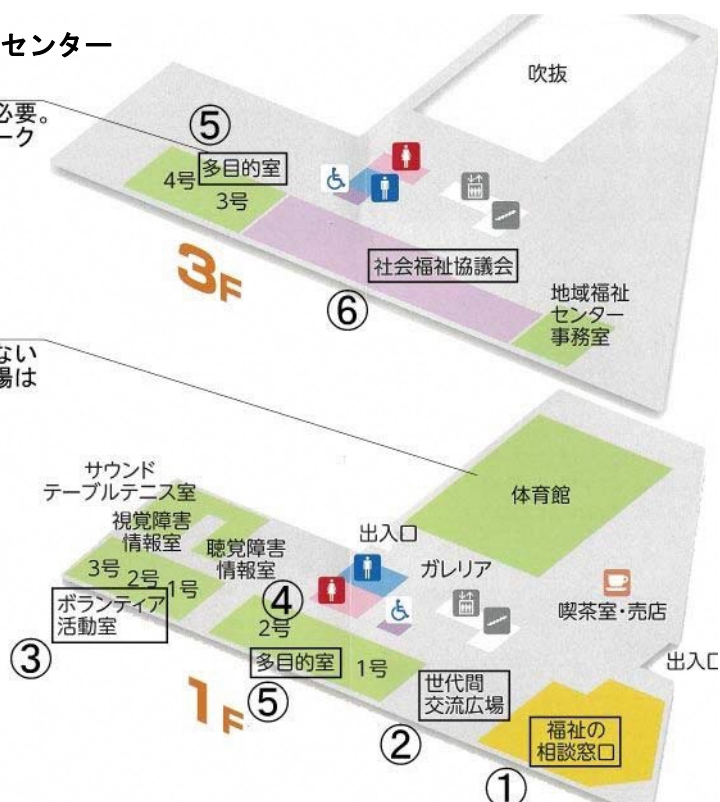 センター
吹抜
必要。
ーク
⑤
多目的室
4号
3号
3F
社会福祉協議会
⑥
地域福祉
センター
事務室
ない
場は
サウンド
テーブルテニス室
視覚障害
情報室
聴覚障害
情報室
体育館
出入口
ガレリア
3号
2号
1号
ボランティア
活動室
③
④
2号
多目的室
1号
⑤
1F
喫茶室・売店
出入口
世代間
交流広場
②
福祉の
相談窓口
①